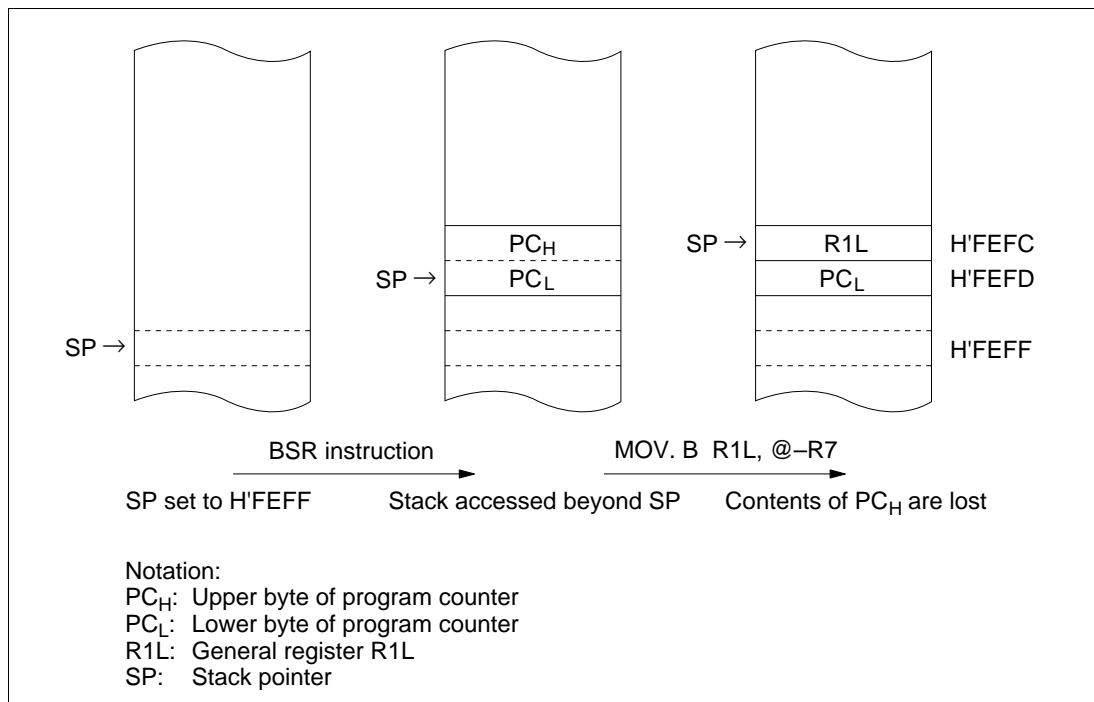 PCH
SP → R1L H'FEFC
SP → PCL PCL H'FEFD
SP → H'FEFF
BSR instruction MOV. B R1L, @–R7
SP set to H'FEFF Stack accessed beyond SP Contents of PCH are lost
Notation:
PCH: Upper byte of program counter
PCL: Lower byte of program counter
R1L: General register R1L
SP: Stack pointer